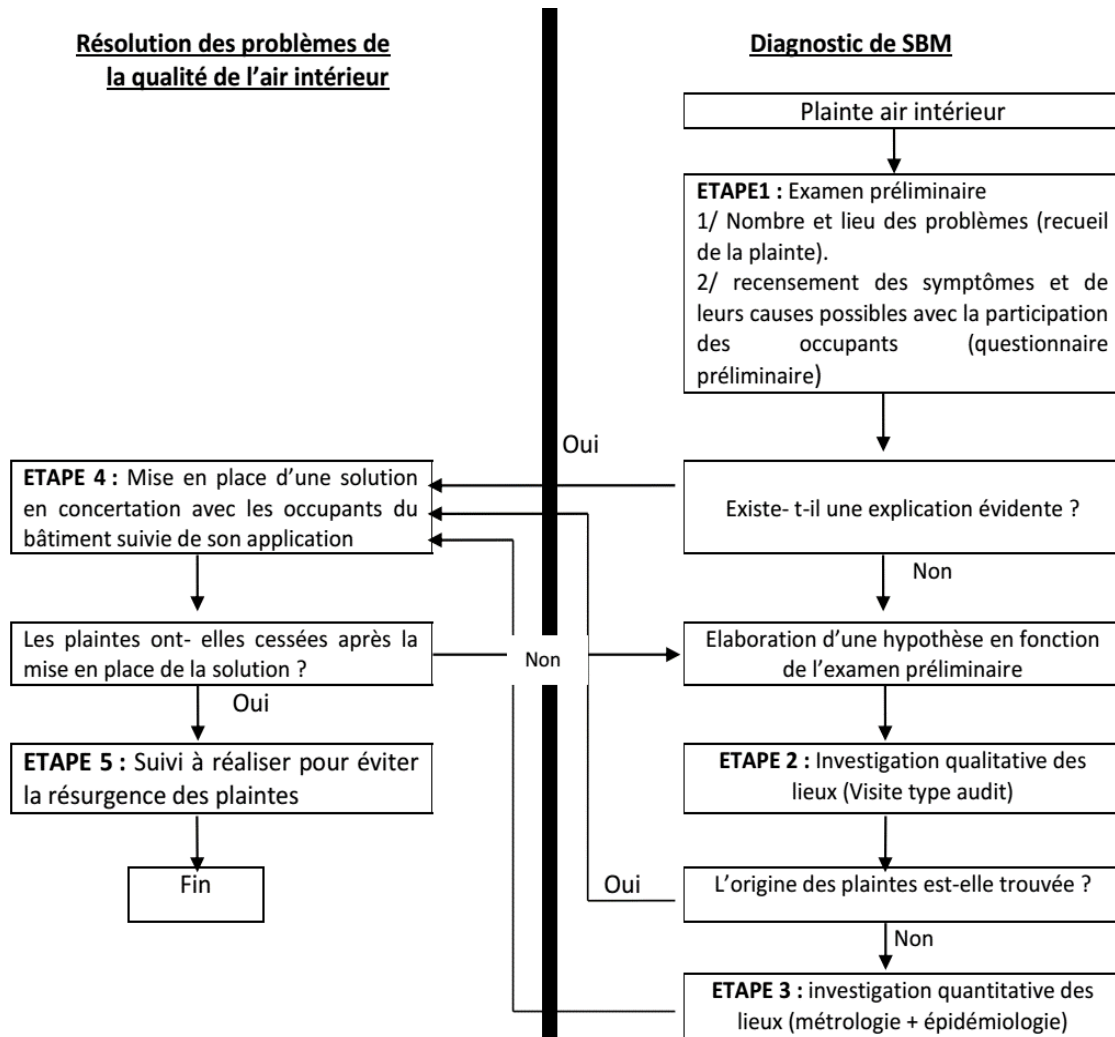 Résolution des problèmes de
la qualité de l'air intérieur
Diagnostic de SBM
Plainte air intérieur
ETAPE1 : Examen préliminaire
1/ Nombre et lieu des problèmes (recueil
de la plainte).
2/ recensement des symptômes et de
leurs causes possibles avec la participation
des occupants (questionnaire
préliminaire)
Oui
Existe- t-il une explication évidente ?
Non
ETAPE 4 : Mise en place d'une solution
en concertation avec les occupants du
bâtiment suivie de son application
Les plaintes ont- elles cessées après la
mise en place de la solution ?
Non
Elaboration d'une hypothèse en fonction
de l'examen préliminaire
Oui
ETAPE 5 : Suivi à réaliser pour éviter
la résurgence des plaintes
ETAPE 2 : Investigation qualitative des
lieux (Visite type audit)
Fin
Oui
L'origine des plaintes est-elle trouvée ?
Non
ETAPE 3 : investigation quantitative des
lieux (métrologie + épidémiologie)